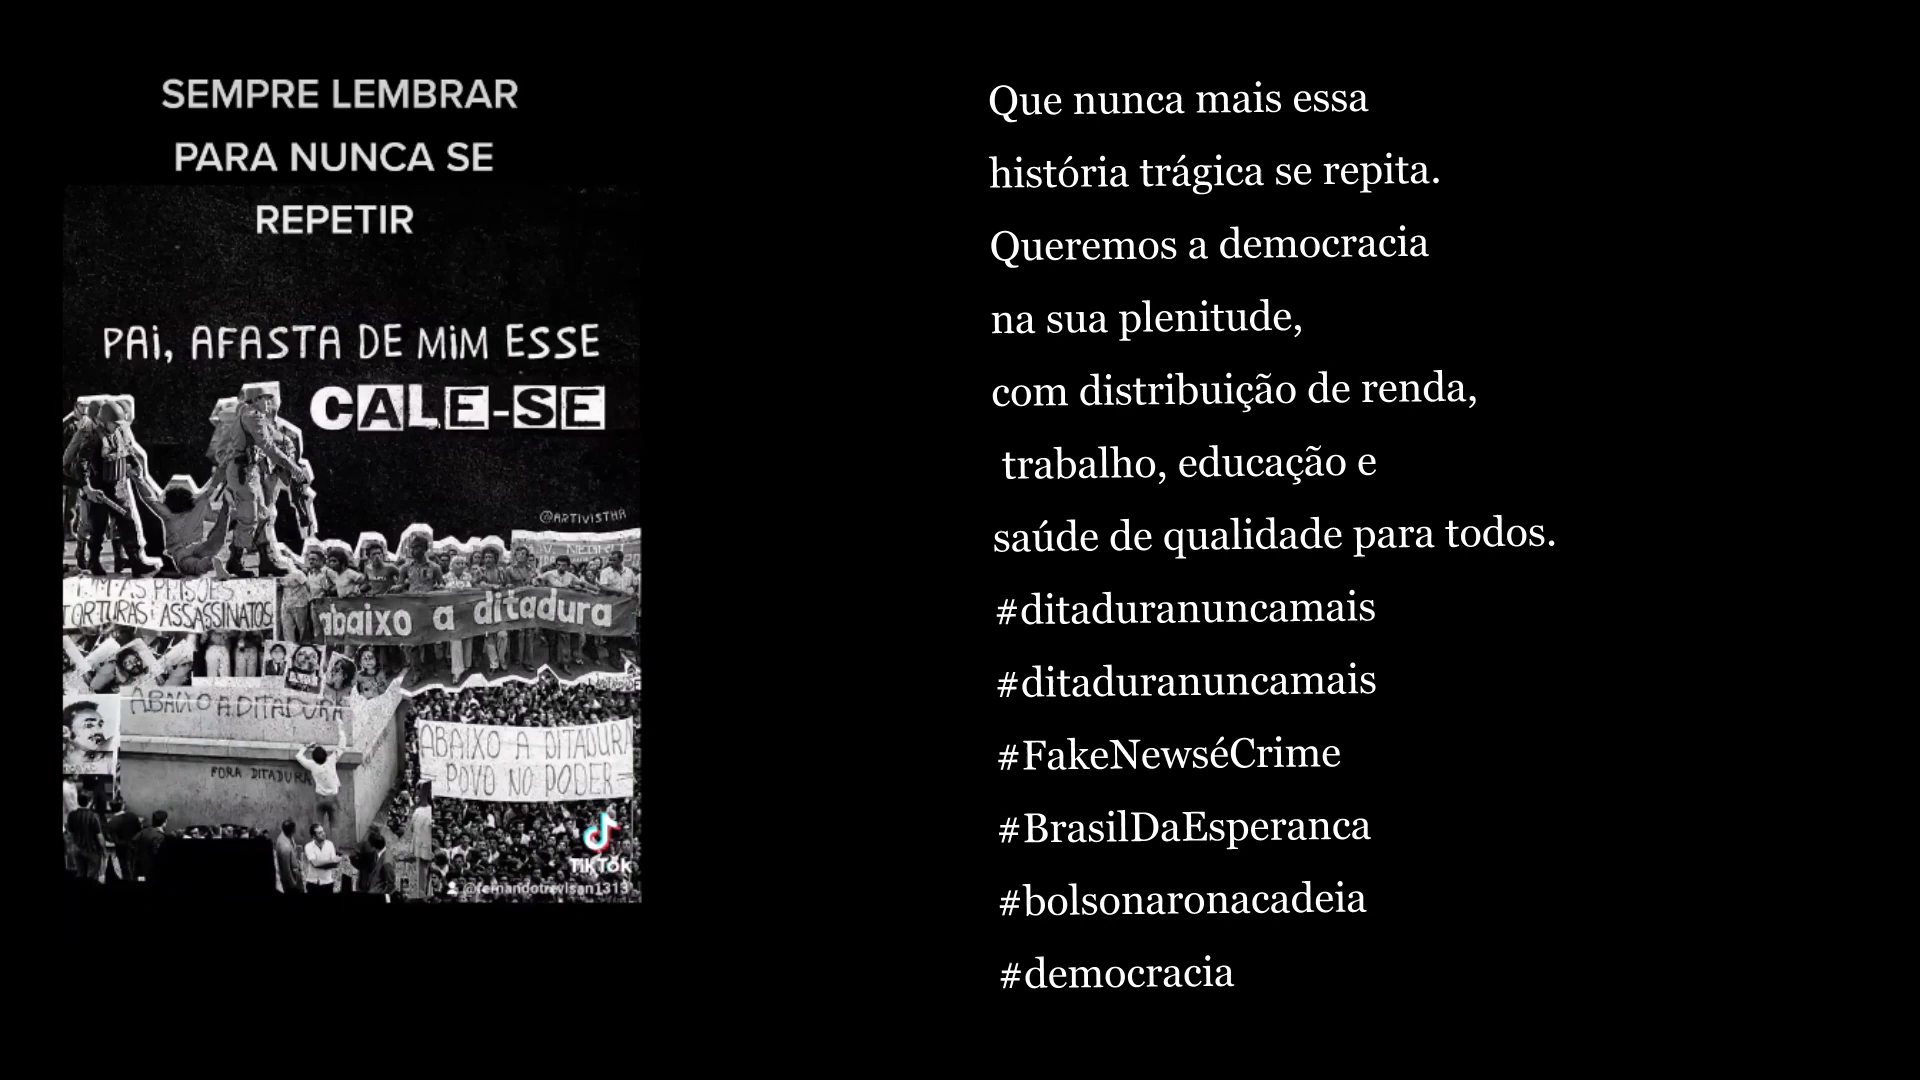 SEMPRE LEMBRAR
PARA NUNCA SE
REPETIR
PAi, AFASTA DE MiM ESSE
CALE-SE
@ARTIVISTHA
TORTURAS E ASSASSINATOS
abaixo a ditadura
ABAIXO A DITADURA
FORA DITADURA
ABAIXO A DITADURA
POVO NO PODER
TikTok
@fernandotrevisan1313
Que nunca mais essa
história trágica se repita.
Queremos a democracia
na sua plenitude,
com distribuição de renda,
trabalho, educação e
saúde de qualidade para todos.
#ditaduranuncamais
#ditaduranuncamais
#FakeNewséCrime
#BrasilDaEsperanca
#bolsonaronacadeia
#democracia